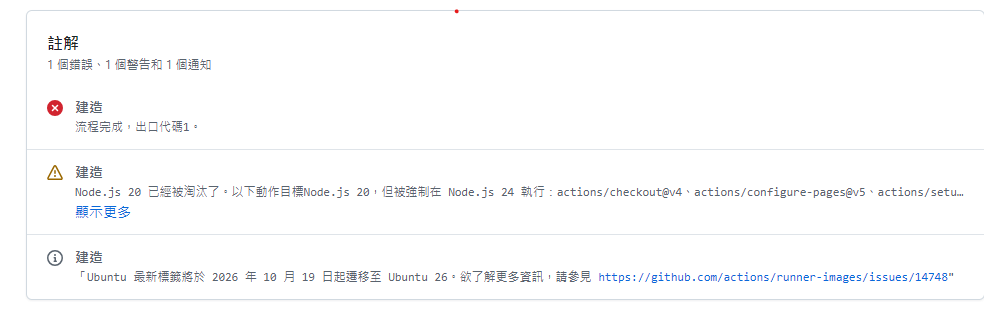 註解
1 個錯誤、1 個警告和 1 個通知
建造
流程完成，出口代碼1。
建造
Node.js 20 已經被淘汰了。以下動作目標Node.js 20，但被強制在 Node.js 24 執行：actions/checkout@v4、actions/configure-pages@v5、actions/setu…
顯示更多
建造
「Ubuntu 最新標籤將於 2026 年 10 月 19 日起遷移至 Ubuntu 26。欲了解更多資訊，請參見 https://github.com/actions/runner-images/issues/14748"